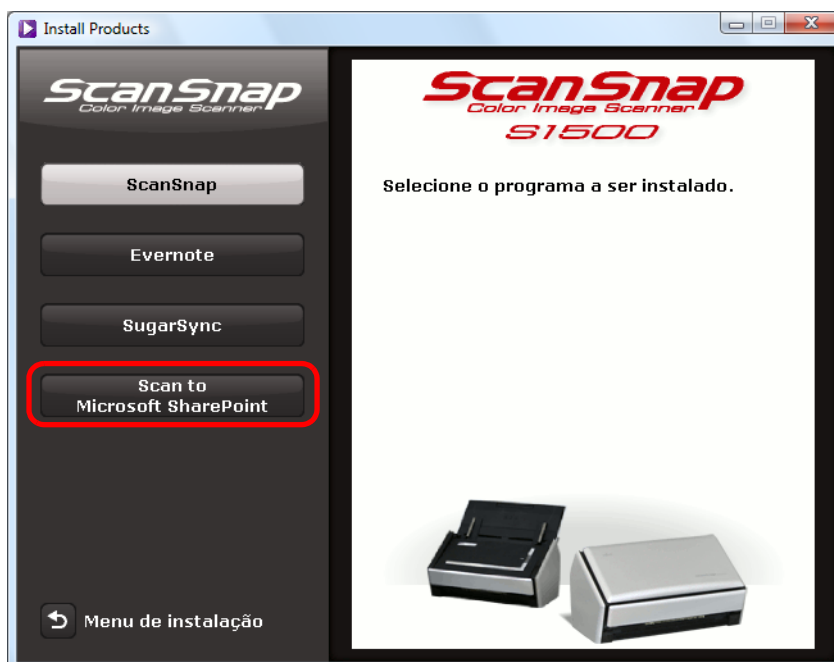 Install Products
ScanSnap
Color Image Scanner
ScanSnap
Evernote
SugarSync
Scan to
Microsoft SharePoint
Menu de instalação
ScanSnap
Color Image Scanner
S1500
Selecione o programa a ser instalado.